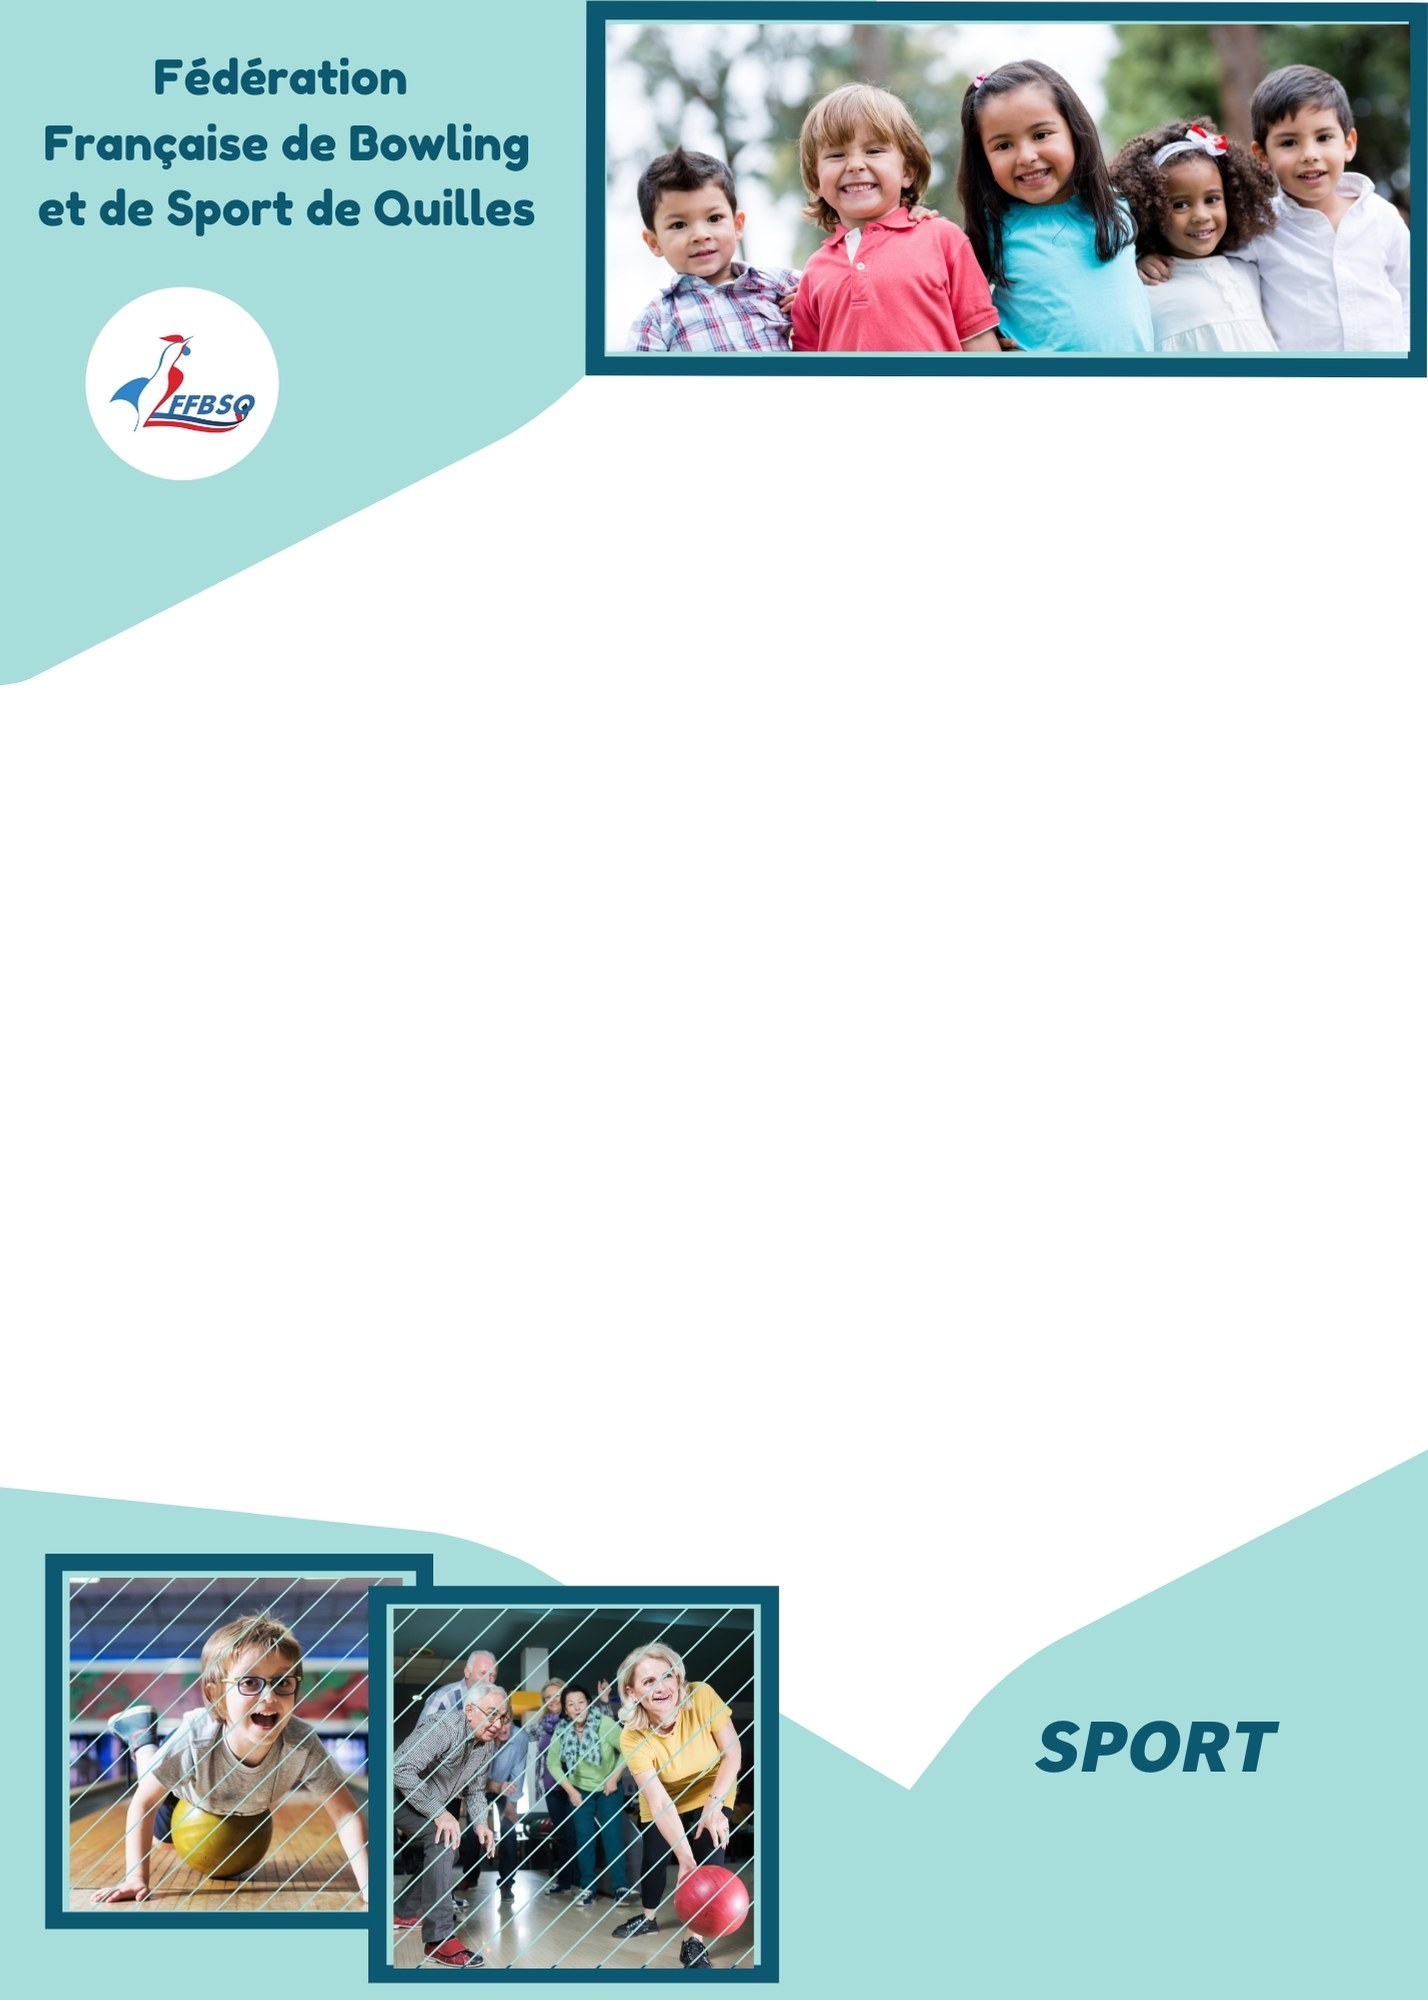 Fédération
Française de Bowling
et de Sport de Quilles
FFBSQ
SPORT